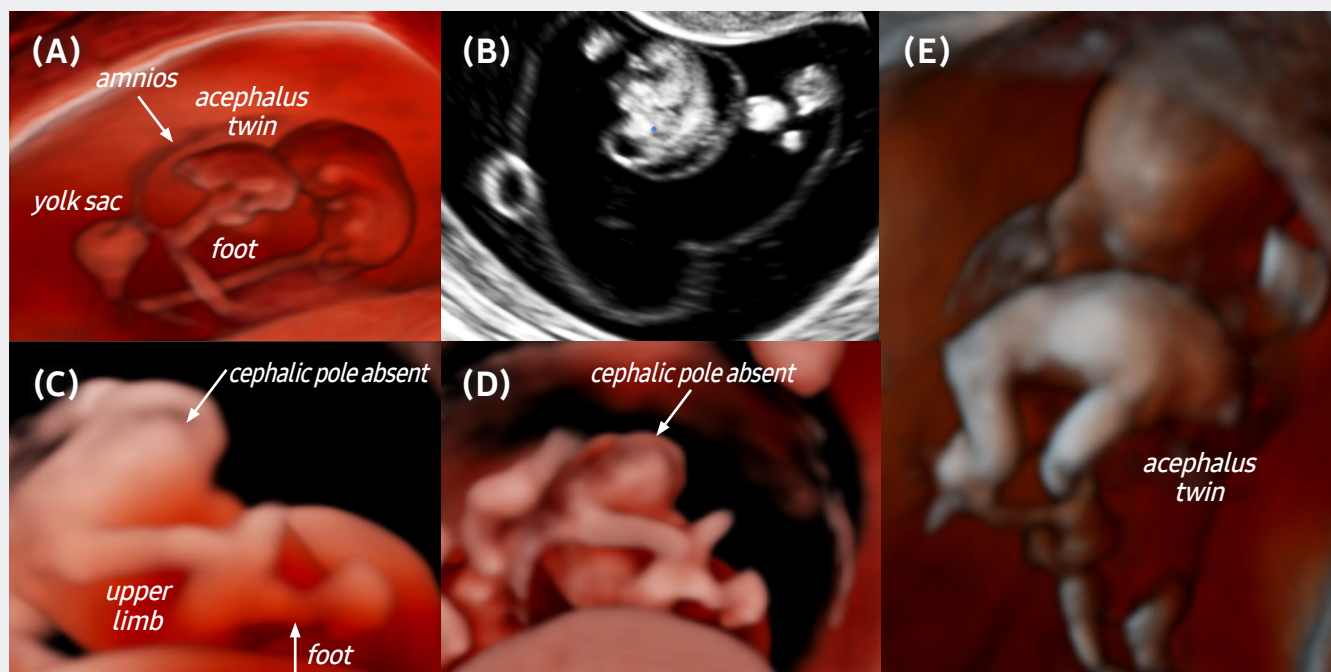 (A)
amnios
acephalus
twin
yolk sac
foot
(B)
(C)
cephalic pole absent
upper
limb
foot
(D)
cephalic pole absent
(E)
acephalus
twin